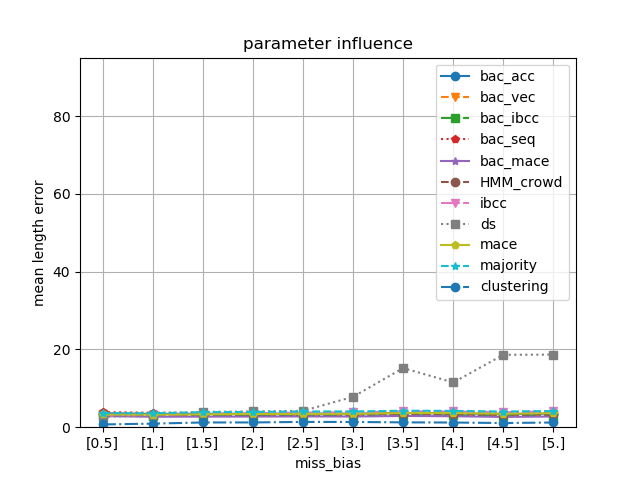 parameter influence
mean length error
80
60
40
20
0
bac_acc
bac_vec
bac_ibcc
bac_seq
bac_mace
HMM_crowd
ibcc
ds
mace
majority
clustering
[0.5] [1.] [1.5] [2.] [2.5] [3.] [3.5] [4.] [4.5] [5.]
miss_bias